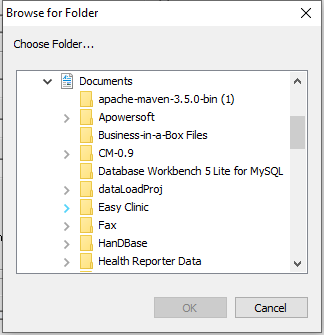 Browse for Folder
Choose Folder...
Documents
apache-maven-3.5.0-bin (1)
Apowersoft
Business-in-a-Box Files
CM-0.9
Database Workbench 5 Lite for MySQL
dataLoadProj
Easy Clinic
Fax
HanDBase
Health Reporter Data
OK
Cancel